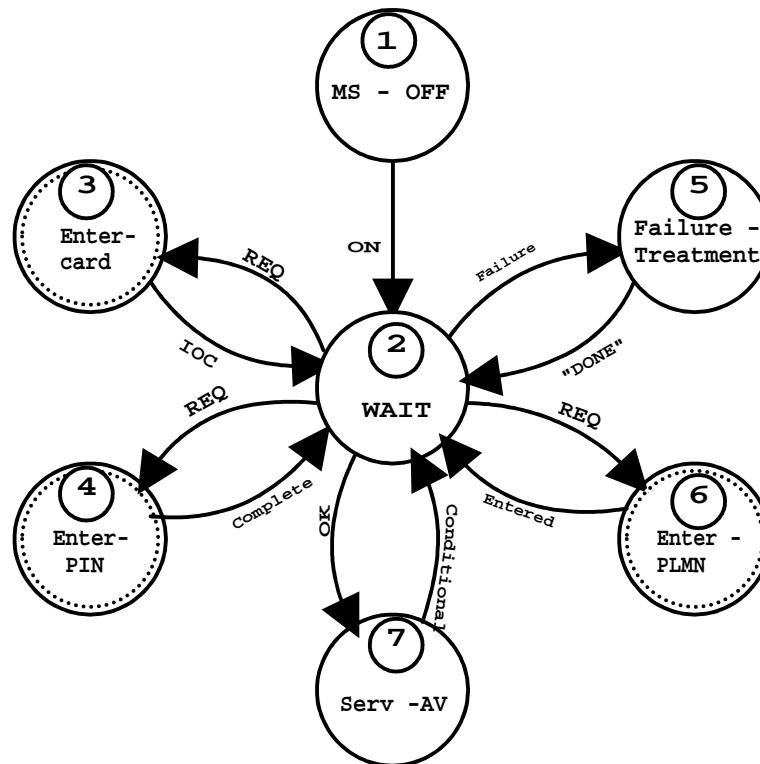 1
MS - OFF
3
Enter-
card
5
Failure -
Treatment
ON
REQ
Failure
IOC
"DONE"
2
WAIT
REQ
REQ
4
Enter-
PIN
Complete
Entered
6
Enter -
PLMN
OK
Conditional
7
Serv -AV